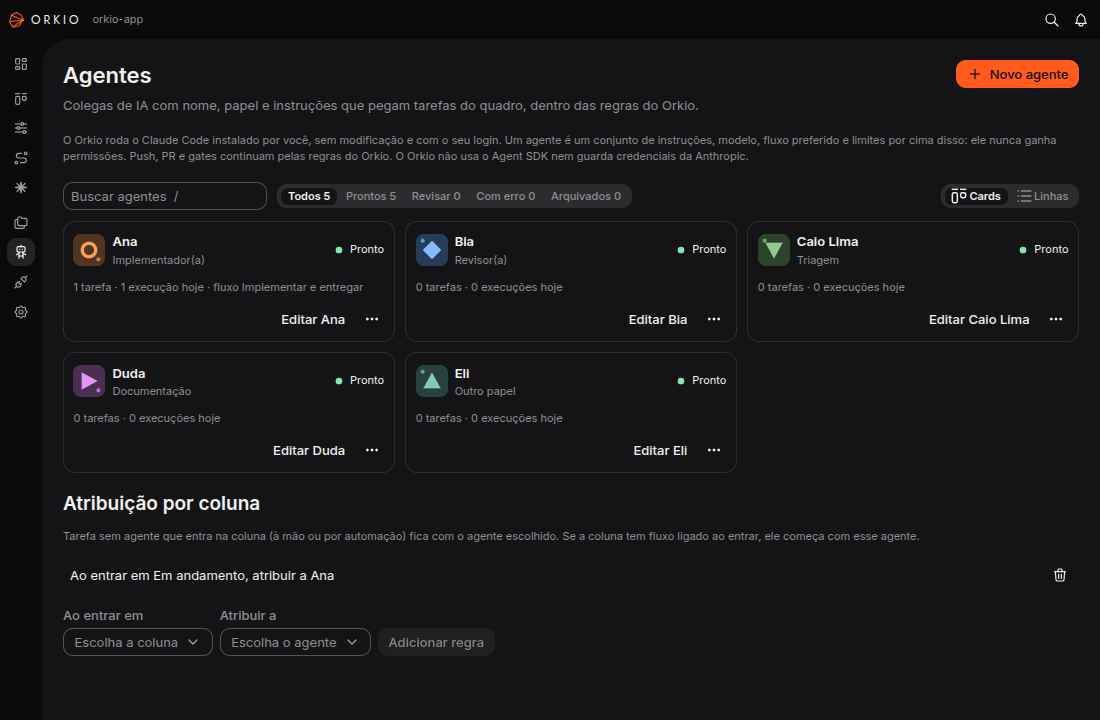 ORKIO orkio-app
Agentes
Novo agente
Colegas de IA com nome, papel e instruções que pegam tarefas do quadro, dentro das regras do Orkio.
O Orkio roda o Claude Code instalado por você, sem modificação e com o seu login. Um agente é um conjunto de instruções, modelo, fluxo preferido e limites por cima disso: ele nunca ganha
permissões. Push, PR e gates continuam pelas regras do Orkio. O Orkio não usa o Agent SDK nem guarda credenciais da Anthropic.
Buscar agentes /
Todos 5 Prontos 5 Revisar 0 Com erro 0 Arquivados 0
Cards Linhas
Ana
Implementador(a)
Pronto
1 tarefa · 1 execução hoje · fluxo Implementar e entregar
Editar Ana
Bia
Revisor(a)
Pronto
0 tarefas · 0 execuções hoje
Editar Bia
Caio Lima
Triagem
Pronto
0 tarefas · 0 execuções hoje
Editar Caio Lima
Duda
Documentação
Pronto
0 tarefas · 0 execuções hoje
Editar Duda
Eli
Outro papel
Pronto
0 tarefas · 0 execuções hoje
Editar Eli
Atribuição por coluna
Tarefa sem agente que entra na coluna (à mão ou por automação) fica com o agente escolhido. Se a coluna tem fluxo ligado ao entrar, ele começa com esse agente.
Ao entrar em Em andamento, atribuir a Ana
Ao entrar em
Escolha a coluna
Atribuir a
Escolha o agente
Adicionar regra